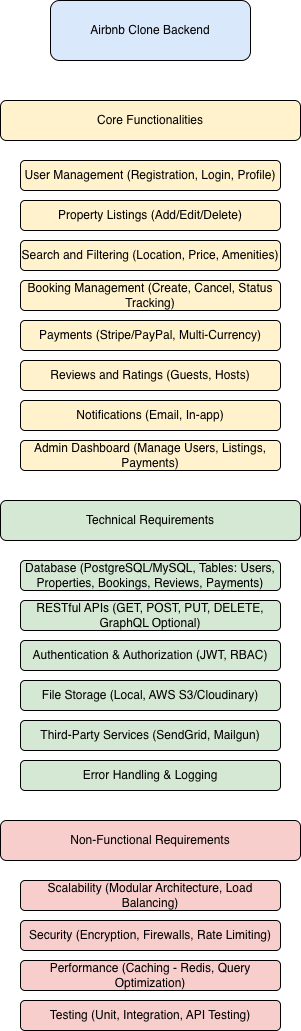 Airbnb Clone Backend
Core Functionalities
User Management (Registration, Login, Profile)
Property Listings (Add/Edit/Delete)
Search and Filtering (Location, Price, Amenities)
Booking Management (Create, Cancel, Status
Tracking)
Payments (Stripe/PayPal, Multi-Currency)
Reviews and Ratings (Guests, Hosts)
Notifications (Email, In-app)
Admin Dashboard (Manage Users, Listings,
Payments)
Technical Requirements
Database (PostgreSQL/MySQL, Tables: Users,
Properties, Bookings, Reviews, Payments)
RESTful APIs (GET, POST, PUT, DELETE,
GraphQL Optional)
Authentication & Authorization (JWT, RBAC)
File Storage (Local, AWS S3/Cloudinary)
Third-Party Services (SendGrid, Mailgun)
Error Handling & Logging
Non-Functional Requirements
Scalability (Modular Architecture, Load
Balancing)
Security (Encryption, Firewalls, Rate Limiting)
Performance (Caching - Redis, Query
Optimization)
Testing (Unit, Integration, API Testing)